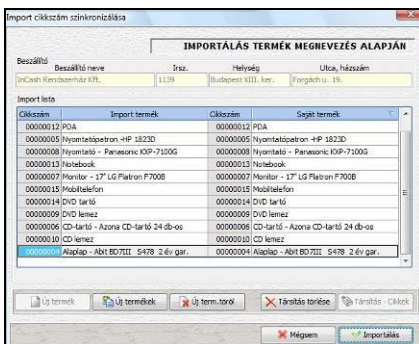 Import cikkszám szinkronizálása
IMPORTÁLÁS TERMÉK MEGNEVEZÉS ALAPJÁN
Beszállító
Beszállító neve Irsz. Helység Utca, házszám
InCash Rendszerház Kft. 1139 Budapest XIII. ker. Forgách u. 19.
Import lista
Cikkszám Import termék Cikkszám Saját termék
00000012 PDA 00000012 PDA
00000005 Nyomtatópatron -HP 1823D 00000005 Nyomtatópatron -HP 1823D
00000008 Nyomtató - Panasonic KXP-7100G 00000008 Nyomtató - Panasonic KXP-7100G
00000013 Notebook 00000013 Notebook
00000007 Monitor - 17" LG Flatron F700B 00000007 Monitor - 17" LG Flatron F700B
00000015 Mobiltelefon 00000015 Mobiltelefon
00000014 DVD tartó 00000014 DVD tartó
00000009 DVD lemez 00000009 DVD lemez
00000006 CD-tartó - Azona CD-tartó 24 db-os 00000006 CD-tartó - Azona CD-tartó 24 db-os
00000010 CD lemez 00000010 CD lemez
00000004 Alaplap - Abit BD7III S478 2 év gar. 00000004 Alaplap - Abit BD7III S478 2 év gar.
Új termék Új termékek Új term.töröl Társítás törlése Társítás - Cikkek
Mégsem Importálás